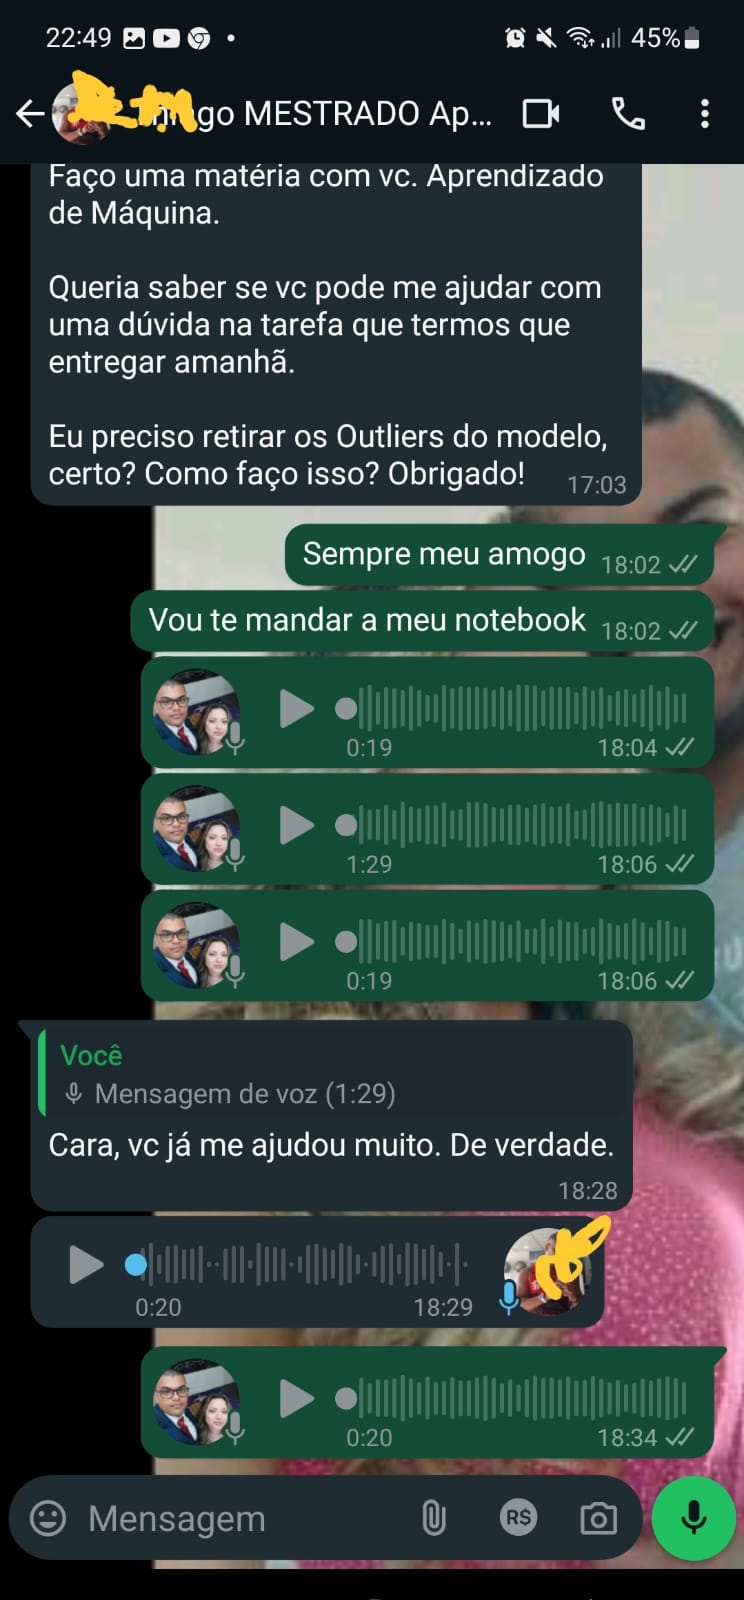 22:49
45%
go MESTRADO Ap...
Faço uma matéria com vc. Aprendizado
de Máquina.
Queria saber se vc pode me ajudar com
uma dúvida na tarefa que termos que
entregar amanhã.
Eu preciso retirar os Outliers do modelo,
certo? Como faço isso? Obrigado!
17:03
Sempre meu amogo 18:02
Vou te mandar a meu notebook 18:02
0:19 18:04
1:29 18:06
0:19 18:06
Você
Mensagem de voz (1:29)
Cara, vc já me ajudou muito. De verdade.
18:28
0:20 18:29
0:20 18:34
Mensagem R$